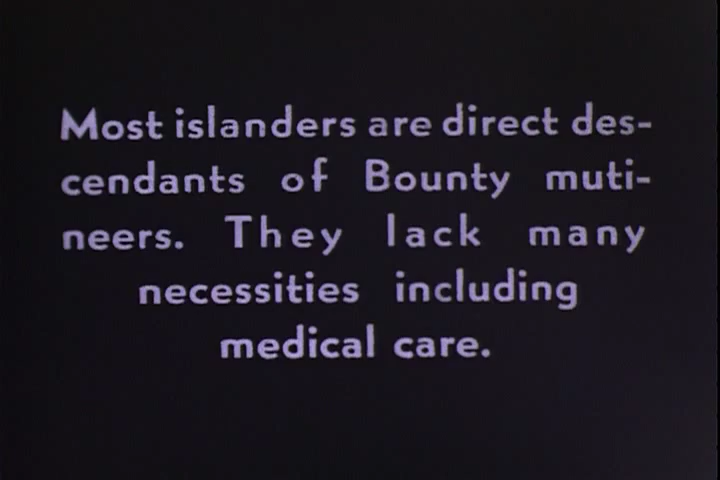 Most islanders are direct des-
cendants of Bounty muti-
neers. They lack many
necessities including
medical care.